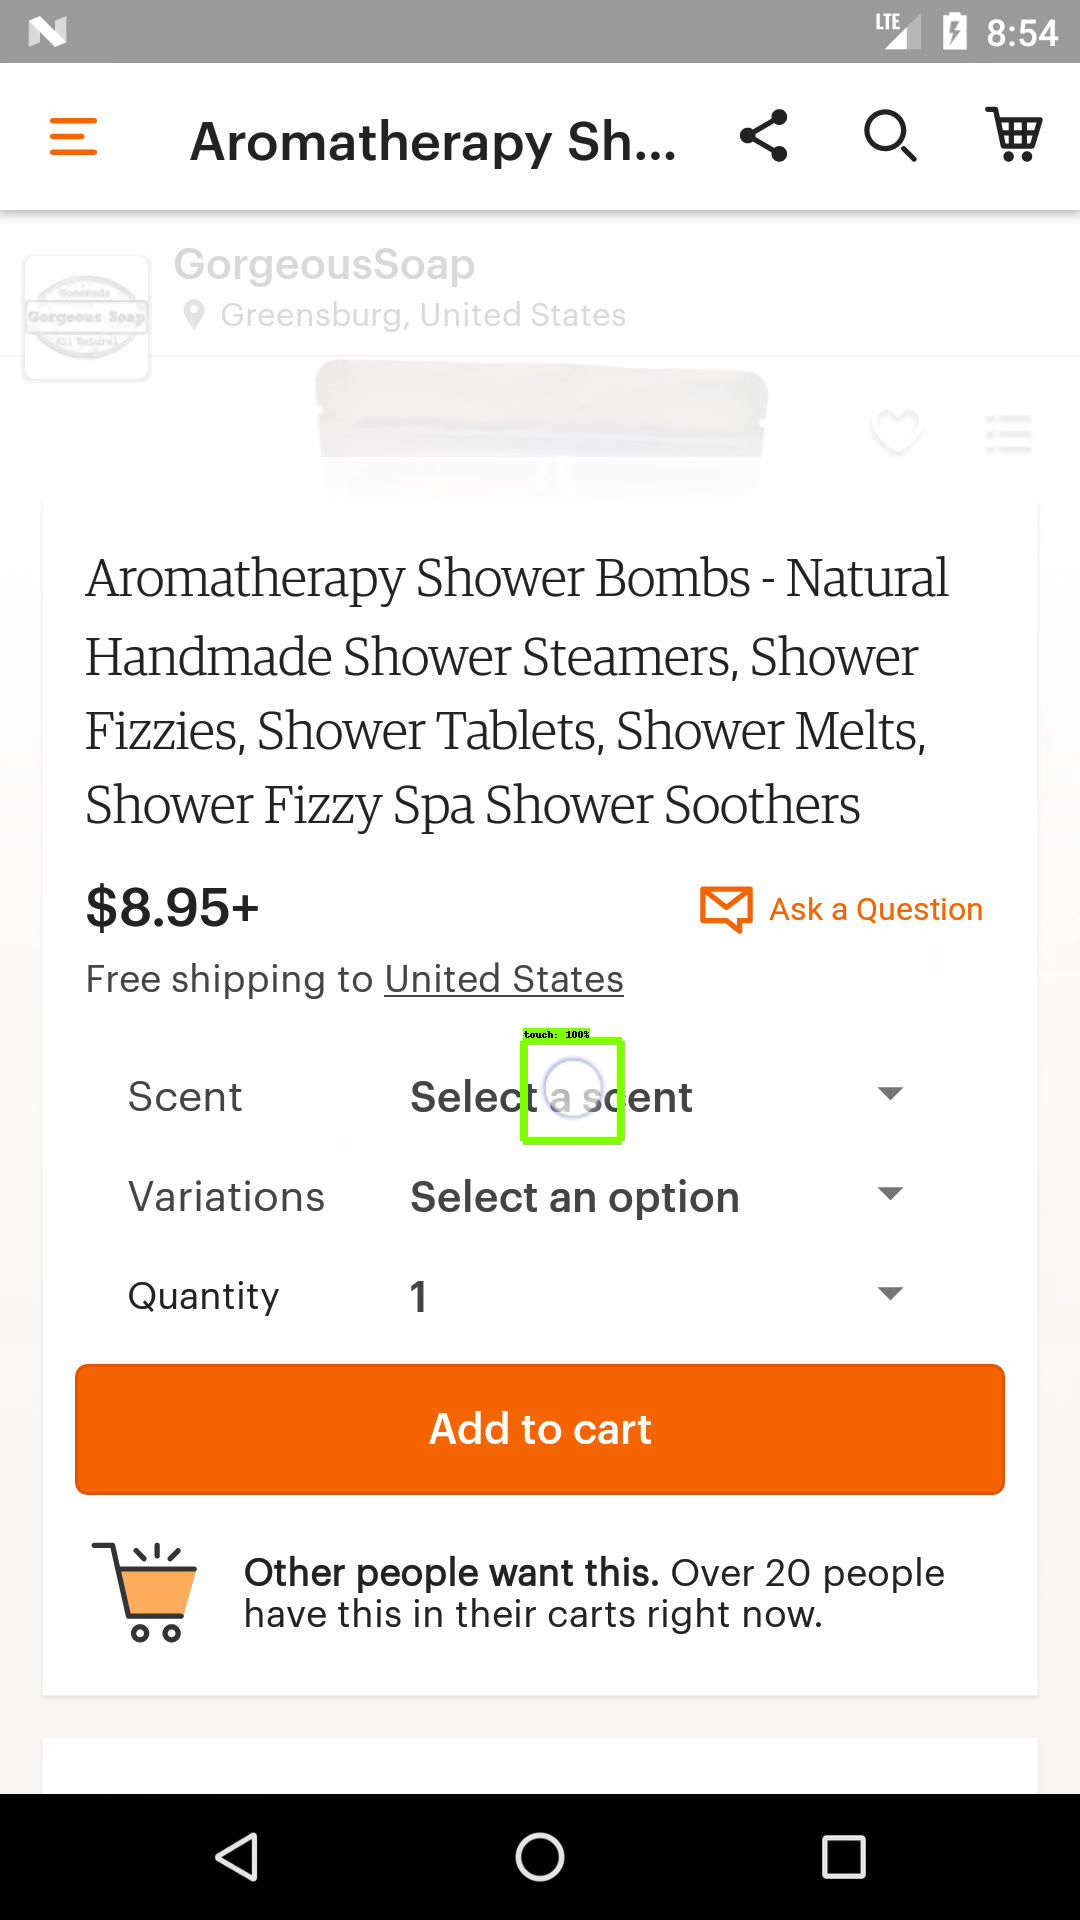 LTE 8:54
Aromatherapy Sh...
GorgeousSoap
Homemade
Gorgeous Soap
All Natural
Greensburg, United States
Aromatherapy Shower Bombs - Natural
Handmade Shower Steamers, Shower
Fizzies, Shower Tablets, Shower Melts,
Shower Fizzy Spa Shower Soothers
$8.95+
Ask a Question
Free shipping to United States
touch: 100%
Scent Select a scent
Variations Select an option
Quantity 1
Add to cart
Other people want this. Over 20 people
have this in their carts right now.